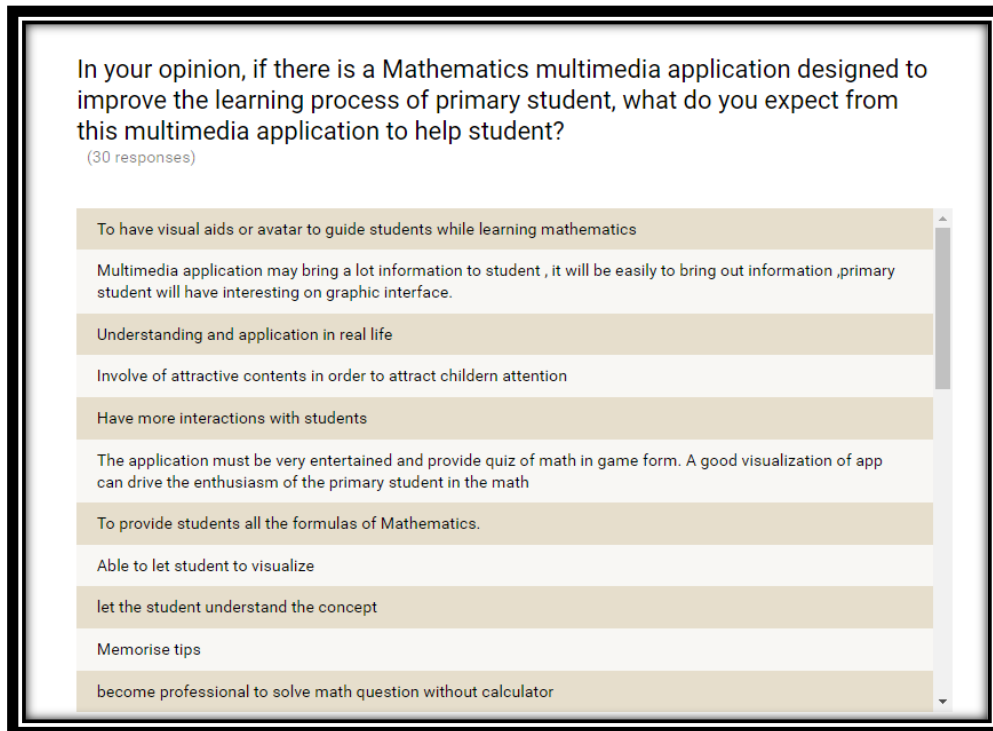 In your opinion, if there is a Mathematics multimedia application designed to
improve the learning process of primary student, what do you expect from
this multimedia application to help student?
(30 responses)
To have visual aids or avatar to guide students while learning mathematics
Multimedia application may bring a lot information to student , it will be easily to bring out information ,primary
student will have interesting on graphic interface.
Understanding and application in real life
Involve of attractive contents in order to attract childern attention
Have more interactions with students
The application must be very entertained and provide quiz of math in game form. A good visualization of app
can drive the enthusiasm of the primary student in the math
To provide students all the formulas of Mathematics.
Able to let student to visualize
let the student understand the concept
Memorise tips
become professional to solve math question without calculator